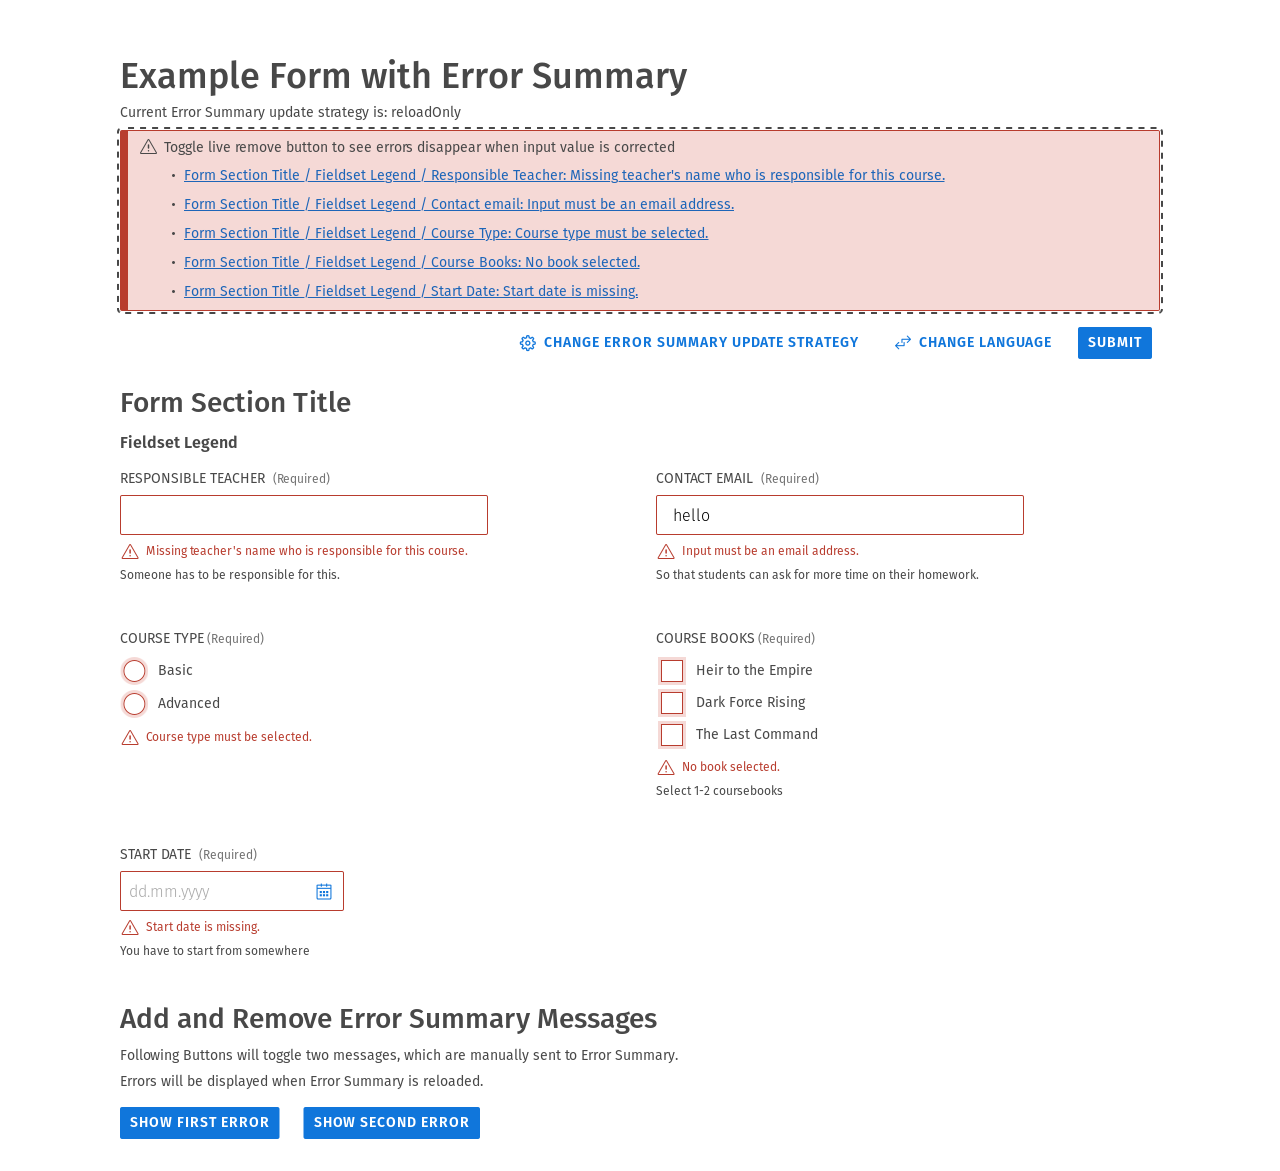 Example Form with Error Summary
Current Error Summary update strategy is: reloadOnly
Toggle live remove button to see errors disappear when input value is corrected
• Form Section Title / Fieldset Legend / Responsible Teacher: Missing teacher's name who is responsible for this course.
• Form Section Title / Fieldset Legend / Contact email: Input must be an email address.
• Form Section Title / Fieldset Legend / Course Type: Course type must be selected.
• Form Section Title / Fieldset Legend / Course Books: No book selected.
• Form Section Title / Fieldset Legend / Start Date: Start date is missing.
CHANGE ERROR SUMMARY UPDATE STRATEGY CHANGE LANGUAGE SUBMIT
Form Section Title
Fieldset Legend
RESPONSIBLE TEACHER (Required)
Missing teacher's name who is responsible for this course.
Someone has to be responsible for this.
CONTACT EMAIL (Required)
hello
Input must be an email address.
So that students can ask for more time on their homework.
COURSE TYPE (Required)
Basic
Advanced
Course type must be selected.
COURSE BOOKS (Required)
Heir to the Empire
Dark Force Rising
The Last Command
No book selected.
Select 1-2 coursebooks
START DATE (Required)
dd.mm.yyyy
Start date is missing.
You have to start from somewhere
Add and Remove Error Summary Messages
Following Buttons will toggle two messages, which are manually sent to Error Summary.
Errors will be displayed when Error Summary is reloaded.
SHOW FIRST ERROR SHOW SECOND ERROR